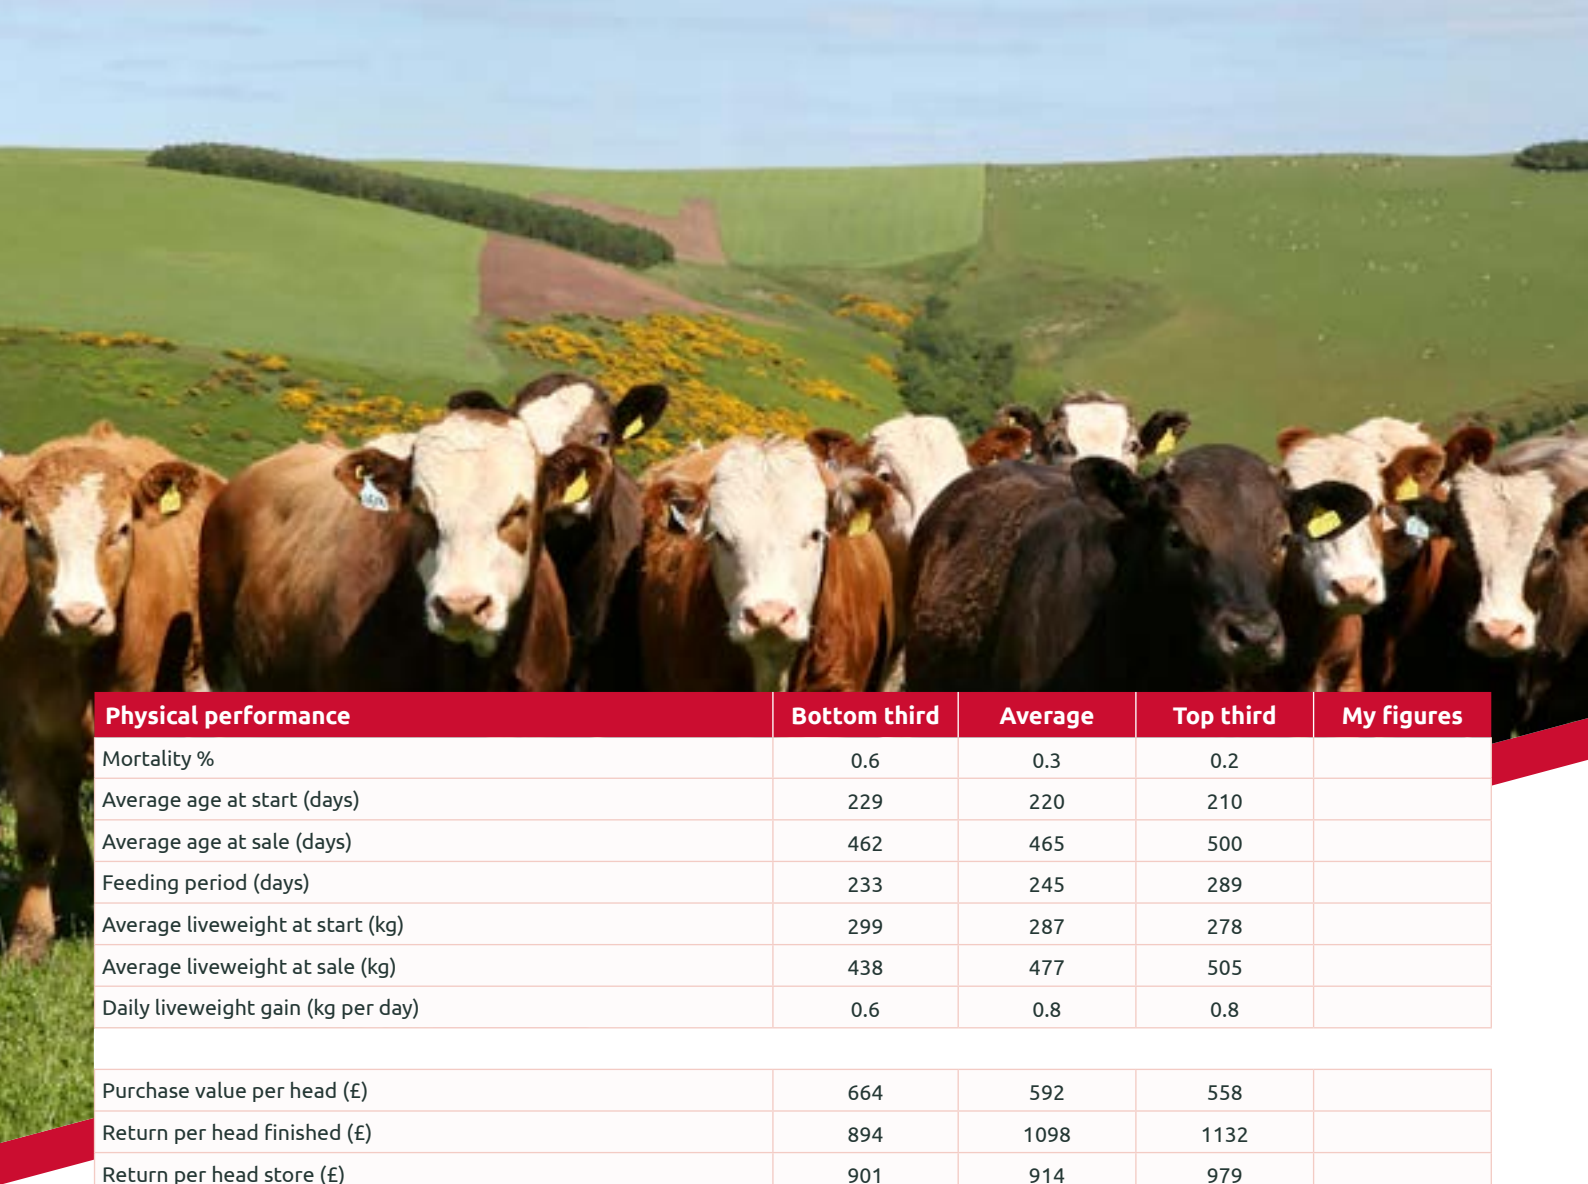 Physical performance Bottom third Average Top third My figures
Mortality % 0.6 0.3 0.2
Average age at start (days) 229 220 210
Average age at sale (days) 462 465 500
Feeding period (days) 233 245 289
Average liveweight at start (kg) 299 287 278
Average liveweight at sale (kg) 438 477 505
Daily liveweight gain (kg per day) 0.6 0.8 0.8
Purchase value per head (£) 664 592 558
Return per head finished (£) 894 1098 1132
Return per head store (£) 901 914 979